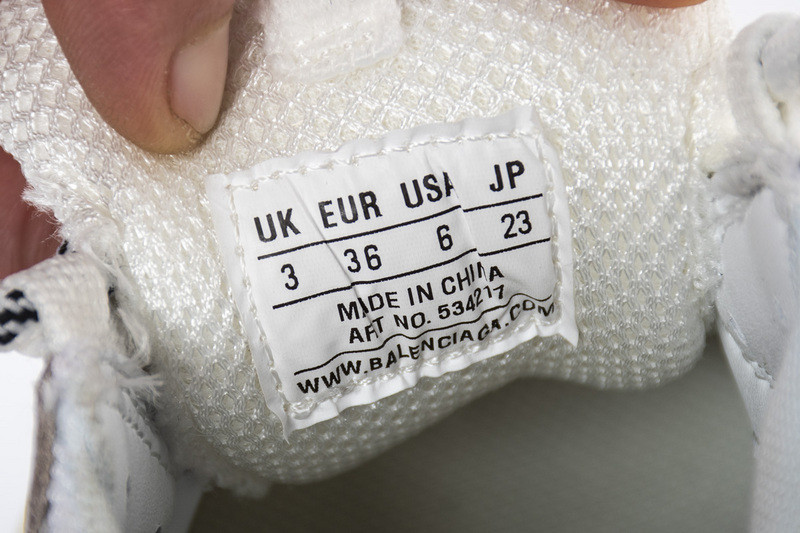 UK EUR USA JP
3 36 6 23
MADE IN CHINA
ART NO. 534217
WWW.BALENCIAGA.COM